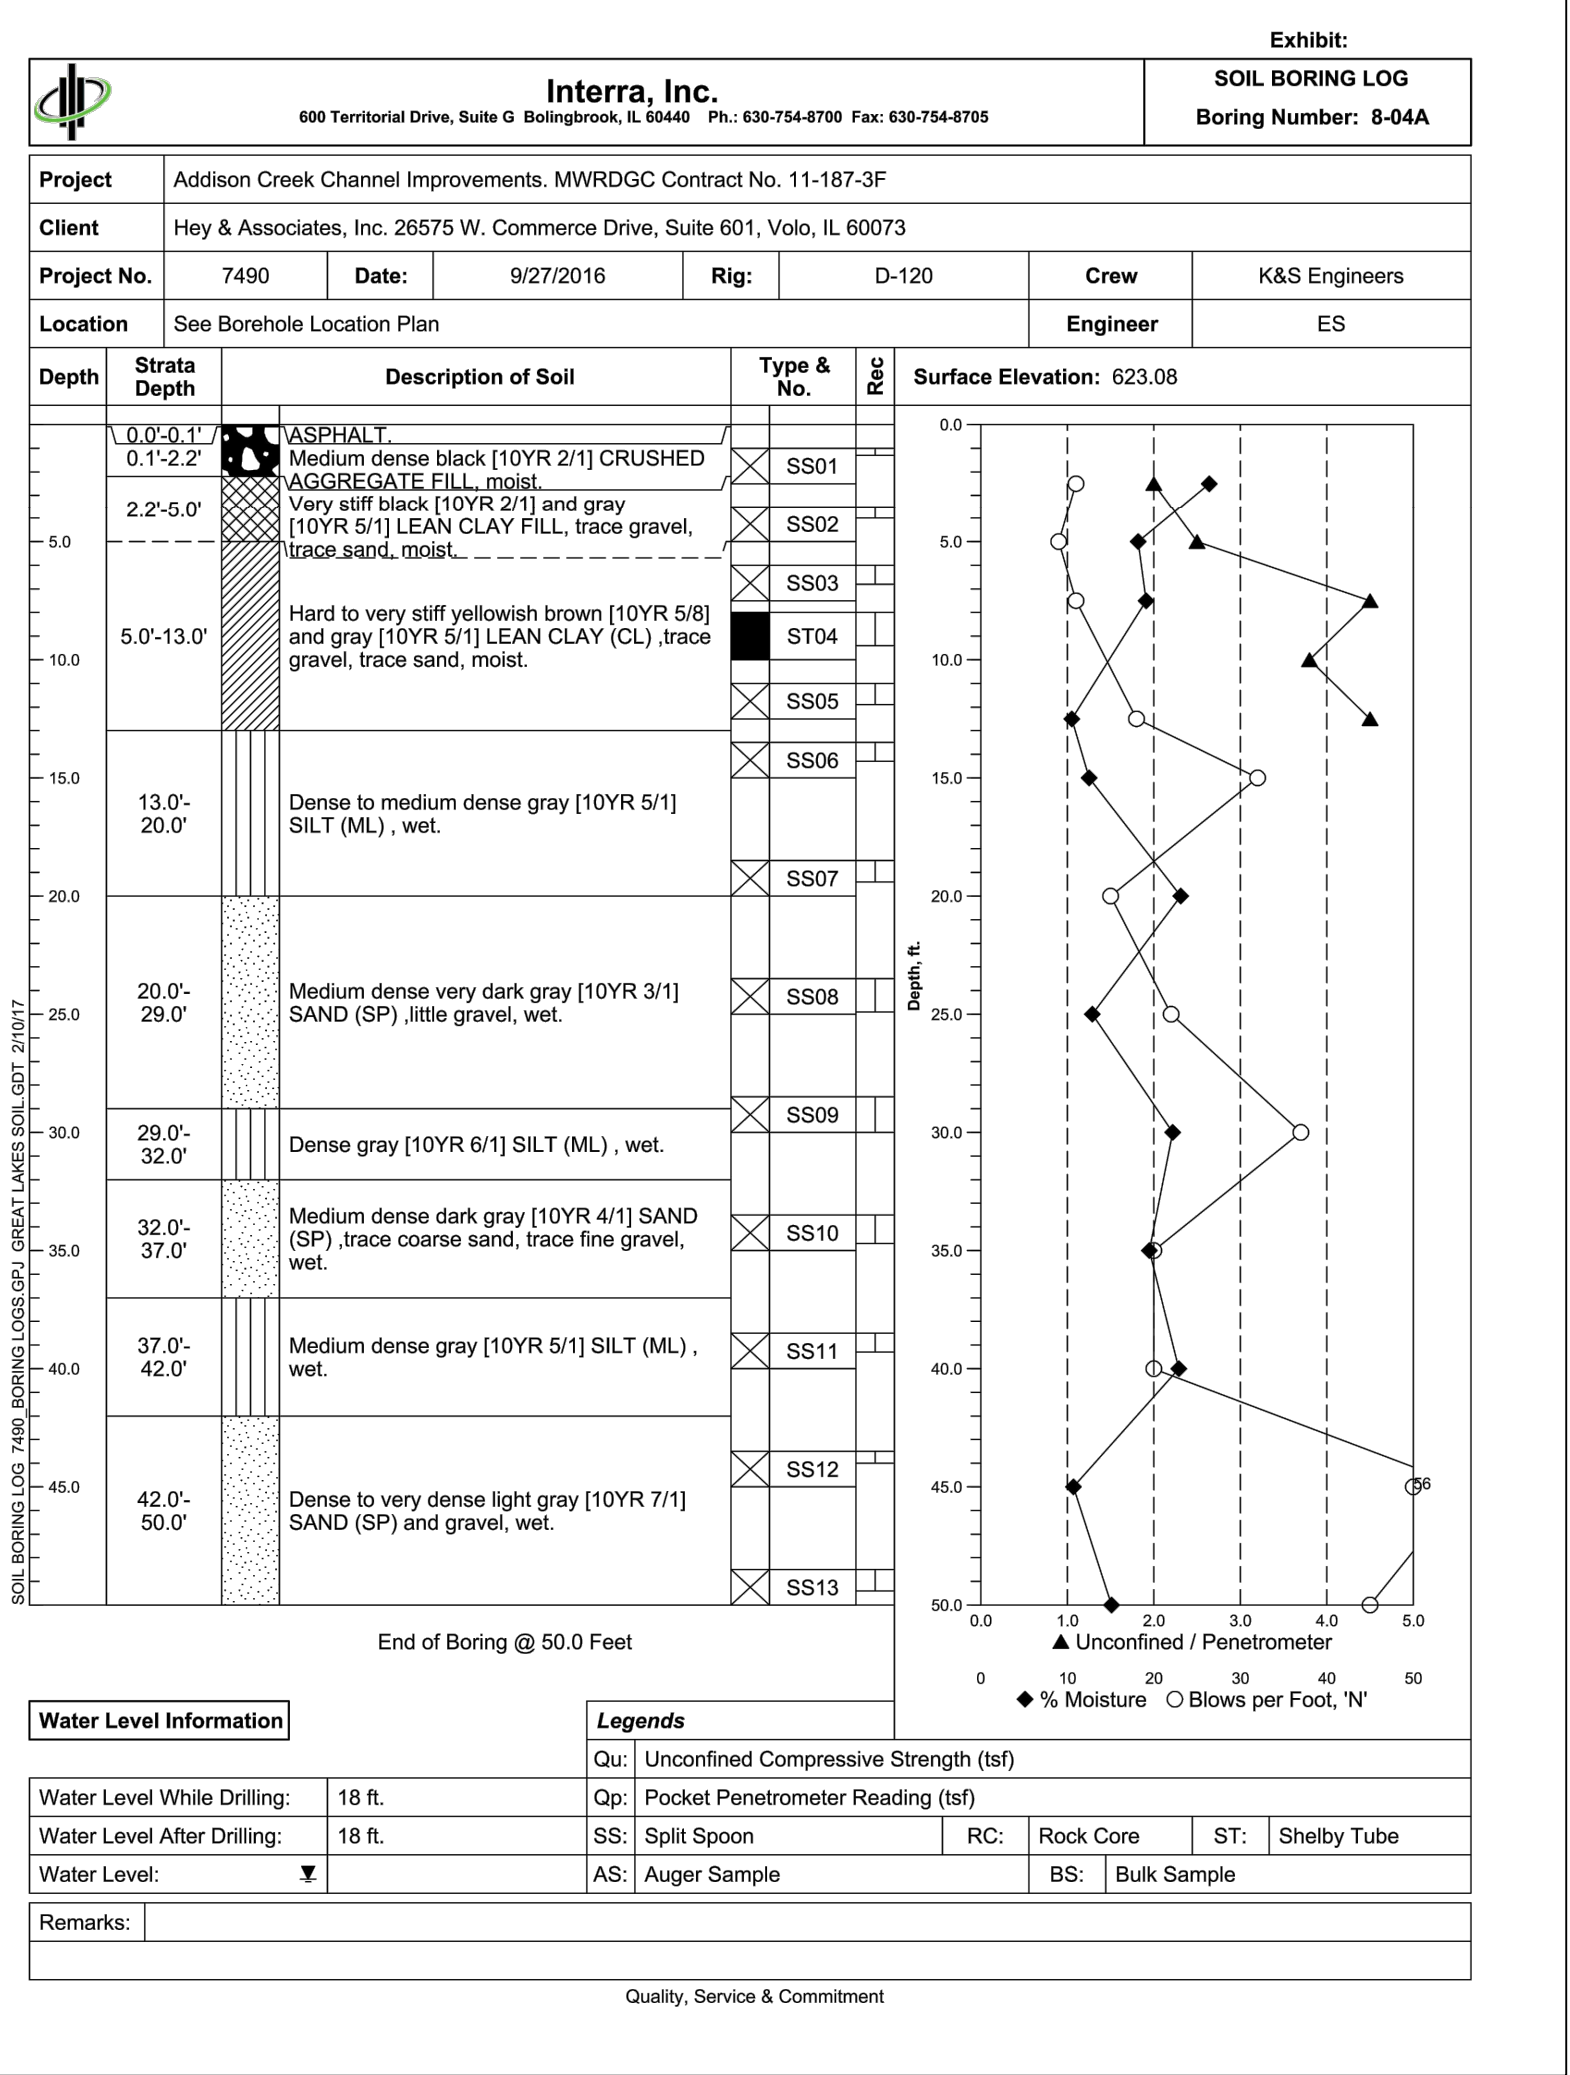 Exhibit:
Interra, Inc.
600 Territorial Drive, Suite G Bolingbrook, IL 60440 Ph.: 630-754-8700 Fax: 630-754-8705
SOIL BORING LOG
Boring Number: 8-04A
Project Addison Creek Channel Improvements. MWRDGC Contract No. 11-187-3F
Client Hey & Associates, Inc. 26575 W. Commerce Drive, Suite 601, Volo, IL 60073
Project No. 7490 Date: 9/27/2016 Rig: D-120 Crew K&S Engineers
Location See Borehole Location Plan Engineer ES
Depth
Strata
Depth
Description of Soil
Type &
No.
Rec
Surface Elevation: 623.08
0.0'-0.1'
ASPHALT.
0.1'-2.2'
Medium dense black [10YR 2/1] CRUSHED
AGGREGATE FILL, moist.
SS01
2.2'-5.0'
Very stiff black [10YR 2/1] and gray
[10YR 5/1] LEAN CLAY FILL, trace gravel,
trace sand, moist.
SS02
5.0
5.0'-13.0'
Hard to very stiff yellowish brown [10YR 5/8]
and gray [10YR 5/1] LEAN CLAY (CL) ,trace
gravel, trace sand, moist.
SS03
ST04
10.0
SS05
13.0'-
20.0'
Dense to medium dense gray [10YR 5/1]
SILT (ML) , wet.
SS06
15.0
SS07
20.0
20.0'-
29.0'
Medium dense very dark gray [10YR 3/1]
SAND (SP) ,little gravel, wet.
SS08
25.0
29.0'-
32.0'
Dense gray [10YR 6/1] SILT (ML) , wet.
SS09
30.0
32.0'-
37.0'
Medium dense dark gray [10YR 4/1] SAND
(SP) ,trace coarse sand, trace fine gravel,
wet.
SS10
35.0
37.0'-
42.0'
Medium dense gray [10YR 5/1] SILT (ML) ,
wet.
SS11
40.0
42.0'-
50.0'
Dense to very dense light gray [10YR 7/1]
SAND (SP) and gravel, wet.
SS12
45.0
SS13
End of Boring @ 50.0 Feet
0.0
5.0
10.0
15.0
20.0
25.0
30.0
35.0
40.0
45.0
50.0
Depth, ft.
56
0.0 1.0 2.0 3.0 4.0 5.0
▲ Unconfined / Penetrometer
0 10 20 30 40 50
◆ % Moisture ○ Blows per Foot, 'N'
SOIL BORING LOG 7490_BORING LOGS.GPJ GREAT LAKES SOIL.GDT 2/10/17
Water Level Information
Water Level While Drilling: 18 ft.
Water Level After Drilling: 18 ft.
Water Level:
Legends
Qu: Unconfined Compressive Strength (tsf)
Qp: Pocket Penetrometer Reading (tsf)
SS: Split Spoon RC: Rock Core ST: Shelby Tube
AS: Auger Sample BS: Bulk Sample
Remarks:
Quality, Service & Commitment